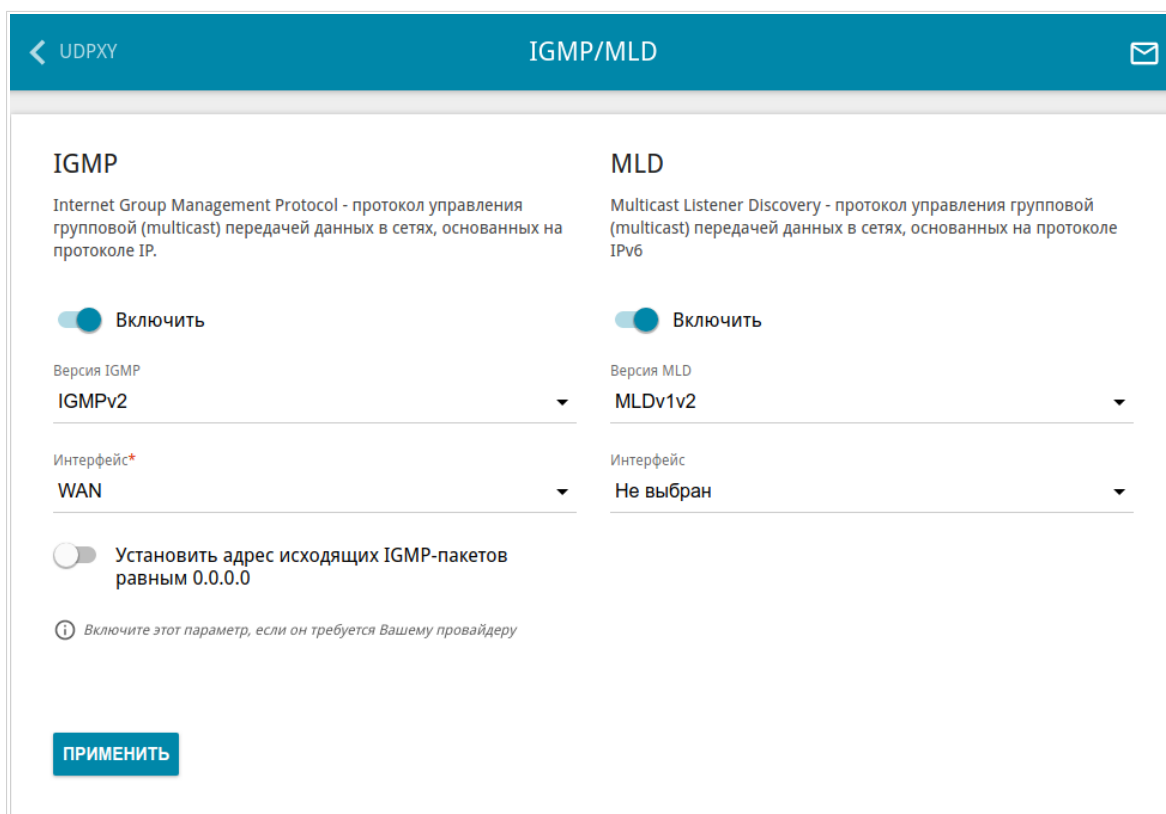 UDPXY
IGMP/MLD
IGMP
Internet Group Management Protocol - протокол управления
групповой (multicast) передачей данных в сетях, основанных на
протоколе IP.
Включить
Версия IGMP
IGMPv2
Интерфейс*
WAN
Установить адрес исходящих IGMP-пакетов
равным 0.0.0.0
Включите этот параметр, если он требуется Вашему провайдеру
ПРИМЕНИТЬ
MLD
Multicast Listener Discovery - протокол управления групповой
(multicast) передачей данных в сетях, основанных на протоколе
IPv6
Включить
Версия MLD
MLDv1v2
Интерфейс
Не выбран